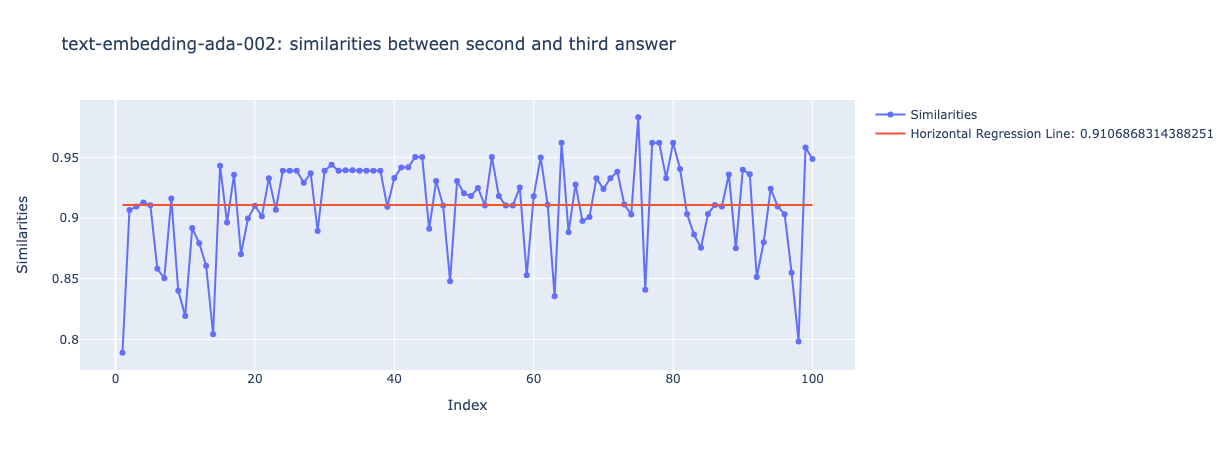 text-embedding-ada-002: similarities between second and third answer
Similarities
Horizontal Regression Line: 0.9106868314388251
0.95
0.9
0.85
0.8
Similarities
0 20 40 60 80 100
Index